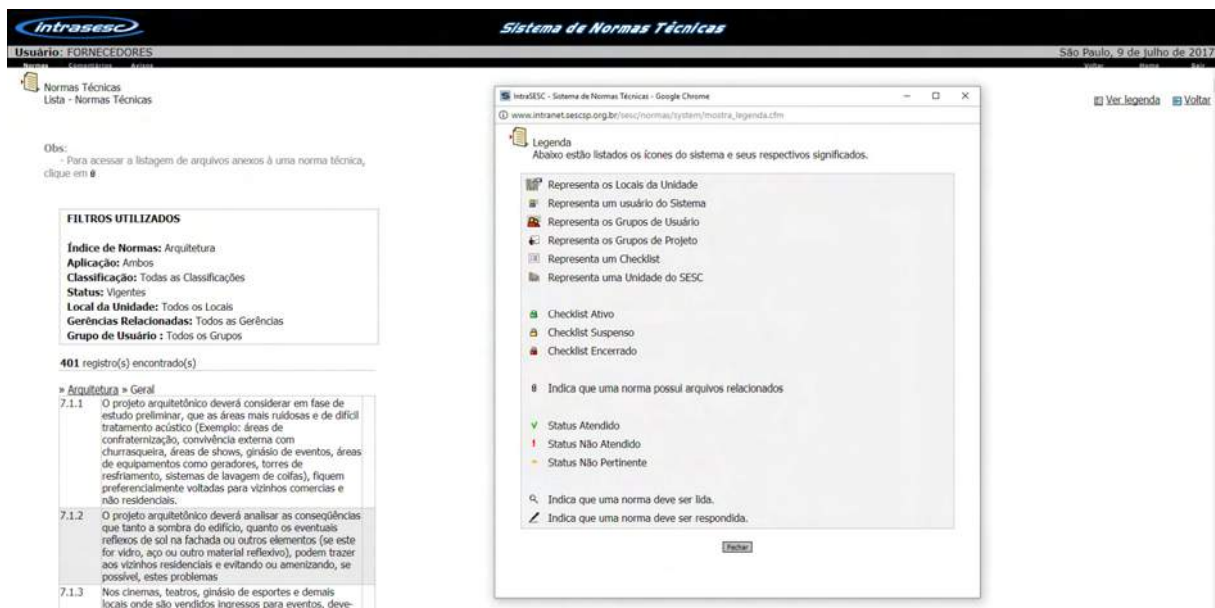 intrasesc
Sistema de Normas Técnicas
Usuário: FORNECEDORES
São Paulo, 9 de julho de 2017
Normas Comentários Avisos
Voltar Home Sair
Normas Técnicas
Lista - Normas Técnicas
Ver legenda Voltar
Obs:
- Para acessar a listagem de arquivos anexos à uma norma técnica,
clique em
FILTROS UTILIZADOS
Índice de Normas: Arquitetura
Aplicação: Ambos
Classificação: Todas as Classificações
Status: Vigentes
Local da Unidade: Todos os Locais
Gerências Relacionadas: Todos as Gerências
Grupo de Usuário : Todos os Grupos
401 registro(s) encontrado(s)
» Arquitetura » Geral
7.1.1 O projeto arquitetônico deverá considerar em fase de
estudo preliminar, que as áreas mais ruidosas e de difícil
tratamento acústico (Exemplo: áreas de
confraternização, convivência externa com
churrasqueira, áreas de shows, ginásio de eventos, áreas
de equipamentos como geradores, torres de
resfriamento, sistemas de lavagem de coifas), fiquem
preferencialmente voltadas para vizinhos comercias e
não residenciais.
7.1.2 O projeto arquitetônico deverá analisar as conseqüências
que tanto a sombra do edifício, quanto os eventuais
reflexos de sol na fachada ou outros elementos (se este
for vidro, aço ou outro material reflexivo), podem trazer
aos vizinhos residenciais e evitando ou amenizando, se
possível, estes problemas
7.1.3 Nos cinemas, teatros, ginásio de esportes e demais
locais onde são vendidos ingressos para eventos, deve-
IntraSESC - Sistema de Normas Técnicas - Google Chrome
www.intranet.sescsp.org.br/sesc/normas/system/mostra_legenda.cfm
Legenda
Abaixo estão listados os ícones do sistema e seus respectivos significados.
Representa os Locais da Unidade
Representa um usuário do Sistema
Representa os Grupos de Usuário
Representa os Grupos de Projeto
Representa um Checklist
Representa uma Unidade do SESC
Checklist Ativo
Checklist Suspenso
Checklist Encerrado
Indica que uma norma possui arquivos relacionados
Status Atendido
Status Não Atendido
Status Não Pertinente
Indica que uma norma deve ser lida.
Indica que uma norma deve ser respondida.
Fechar